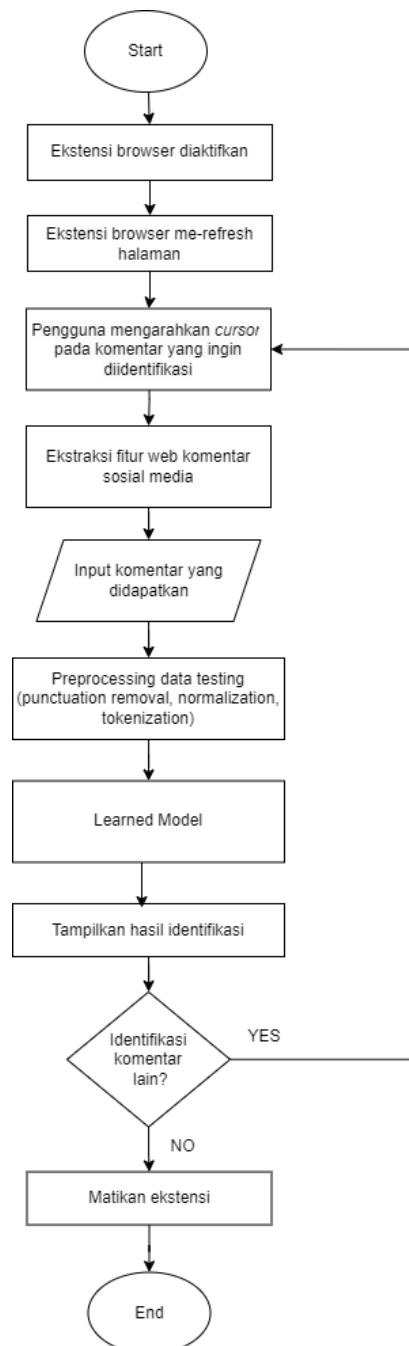 Start
Ekstensi browser diaktifkan
Ekstensi browser me-refresh
halaman
Pengguna mengarahkan cursor
pada komentar yang ingin
diidentifikasi
Ekstraksi fitur web komentar
sosial media
Input komentar yang
didapatkan
Preprocessing data testing
(punctuation removal, normalization,
tokenization)
Learned Model
Tampilkan hasil identifikasi
Identifikasi
komentar
lain?
YES
NO
Matikan ekstensi
End